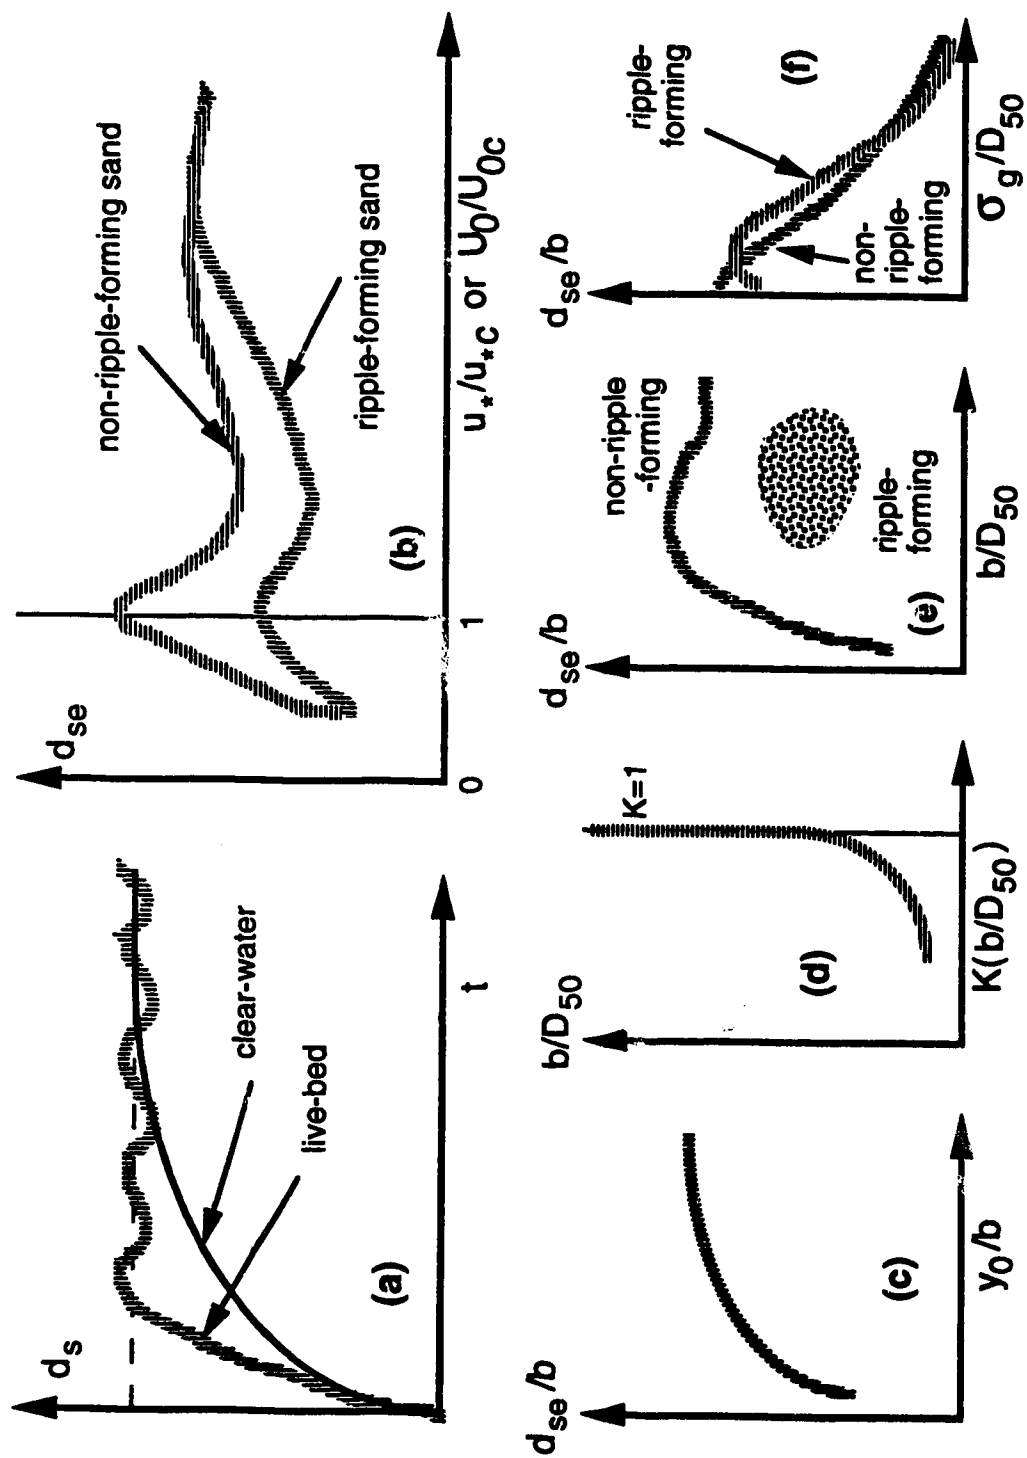 d_s
clear-water
live-bed
(a)
t
d_se
non-ripple-forming sand
ripple-forming sand
(b)
0
1
u_*/u_*c or U_0/U_0c
d_se/b
(c)
y_0/b
b/D_50
K=1
(d)
K(b/D_50)
d_se/b
non-ripple
-forming
ripple-
forming
(e)
b/D_50
d_se/b
ripple-
forming
non-
ripple-
forming
(f)
σ_g/D_50